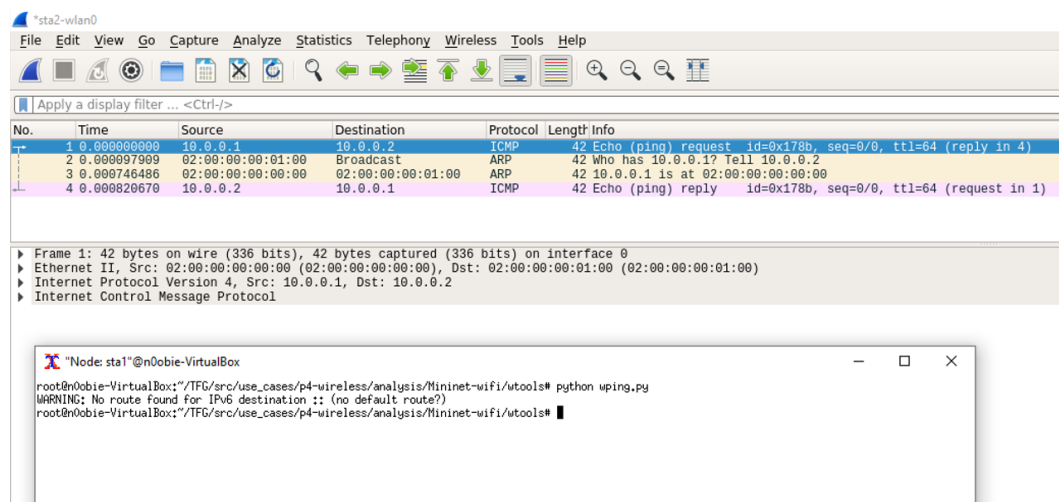 *sta2-wlan0
File Edit View Go Capture Analyze Statistics Telephony Wireless Tools Help
Apply a display filter ... <Ctrl-/>
No. Time Source Destination Protocol Length Info
1 0.000000000 10.0.0.1 10.0.0.2 ICMP 42 Echo (ping) request id=0x178b, seq=0/0, ttl=64 (reply in 4)
2 0.000097909 02:00:00:00:01:00 Broadcast ARP 42 Who has 10.0.0.1? Tell 10.0.0.2
3 0.000746486 02:00:00:00:00:00 02:00:00:00:01:00 ARP 42 10.0.0.1 is at 02:00:00:00:00:00
4 0.000820670 10.0.0.2 10.0.0.1 ICMP 42 Echo (ping) reply id=0x178b, seq=0/0, ttl=64 (request in 1)
Frame 1: 42 bytes on wire (336 bits), 42 bytes captured (336 bits) on interface 0
Ethernet II, Src: 02:00:00:00:00:00 (02:00:00:00:00:00), Dst: 02:00:00:00:01:00 (02:00:00:00:01:00)
Internet Protocol Version 4, Src: 10.0.0.1, Dst: 10.0.0.2
Internet Control Message Protocol
"Node: sta1"@n0obie-VirtualBox
root@n0obie-VirtualBox:~/TFG/src/use_cases/p4-wireless/analysis/Mininet-wifi/wtools# python wping.py
WARNING: No route found for IPv6 destination :: (no default route?)
root@n0obie-VirtualBox:~/TFG/src/use_cases/p4-wireless/analysis/Mininet-wifi/wtools#